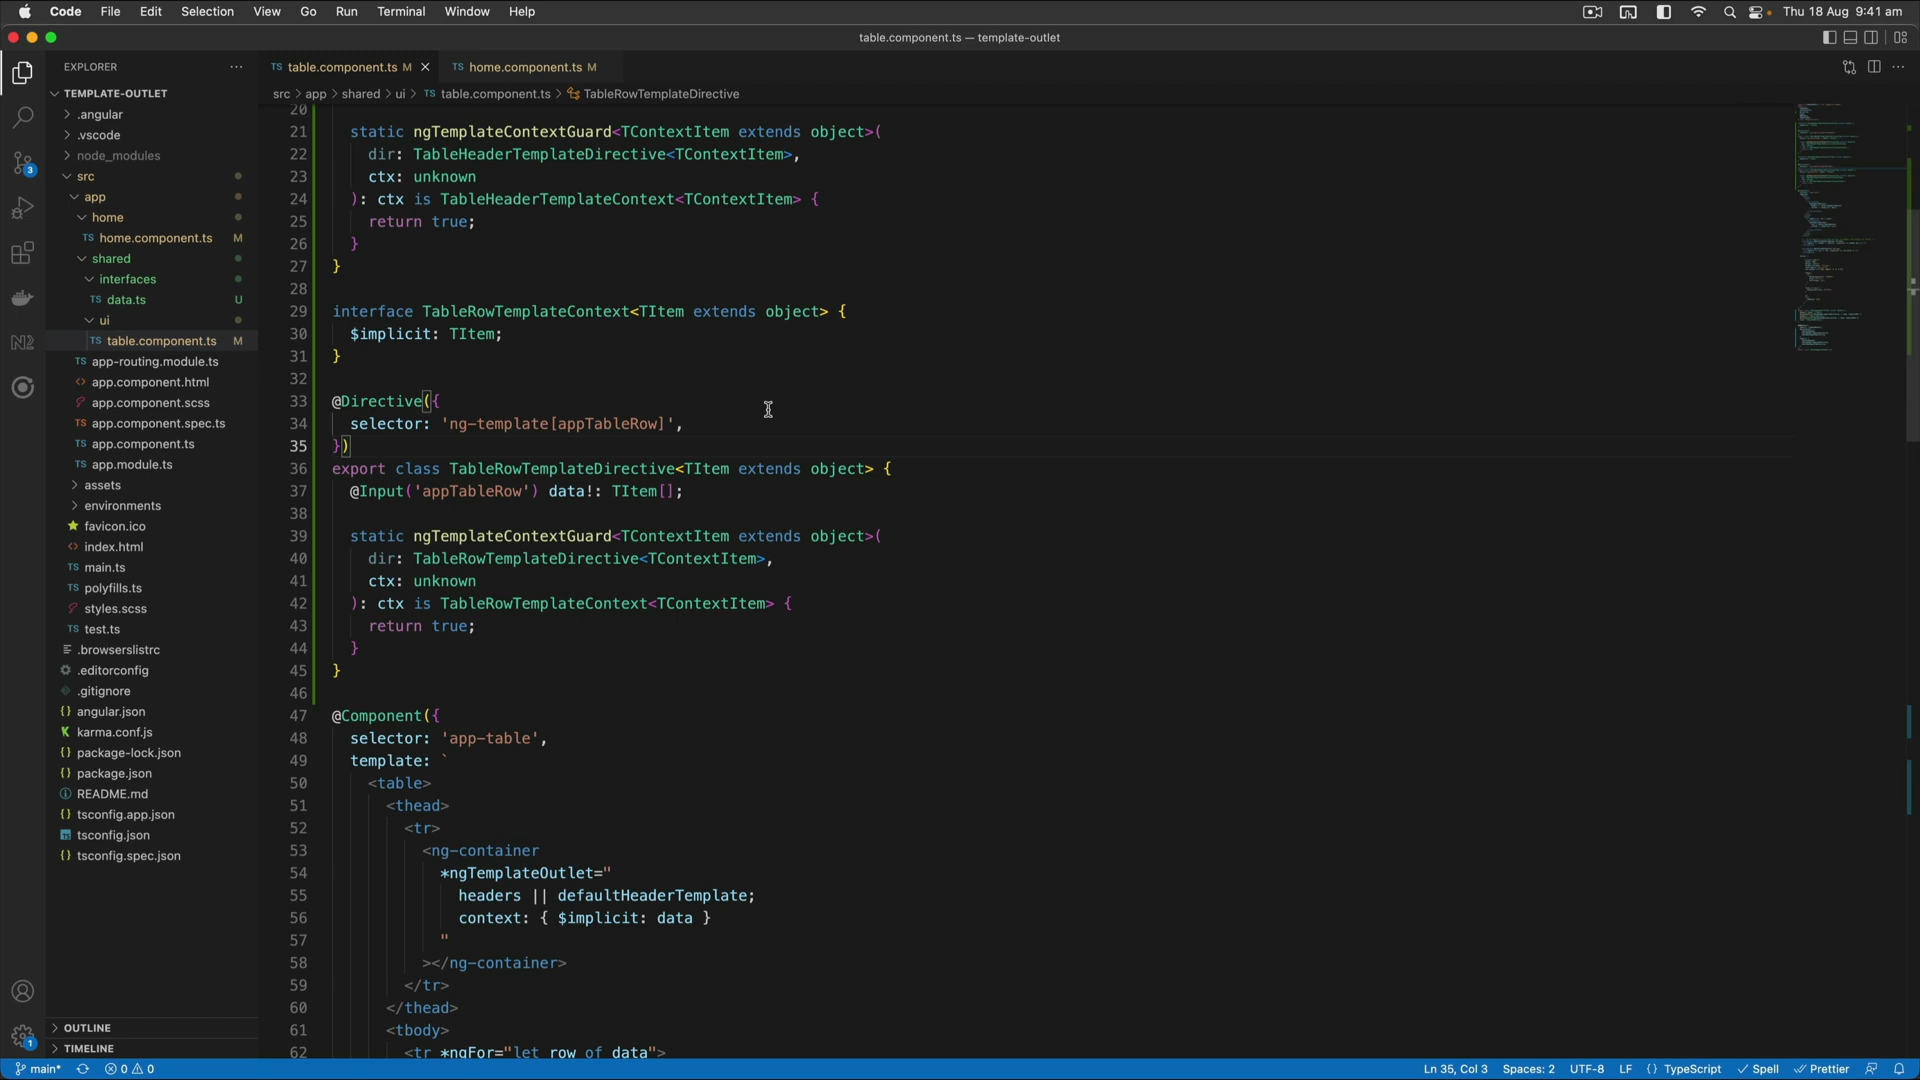 Code File Edit Selection View Go Run Terminal Window Help Thu 18 Aug 9:41 am
table.component.ts — template-outlet
EXPLORER
TS table.component.ts M
TS home.component.ts M
src > app > shared > ui > TS table.component.ts > TableRowTemplateDirective
TEMPLATE-OUTLET
.angular
.vscode
node_modules
src
app
home
TS home.component.ts M
shared
interfaces
TS data.ts U
ui
TS table.component.ts M
TS app-routing.module.ts
<> app.component.html
app.component.scss
TS app.component.spec.ts
TS app.component.ts
TS app.module.ts
assets
environments
favicon.ico
<> index.html
TS main.ts
TS polyfills.ts
styles.scss
TS test.ts
.browserslistrc
.editorconfig
.gitignore
{} angular.json
karma.conf.js
{} package-lock.json
{} package.json
README.md
{} tsconfig.app.json
TS tsconfig.json
{} tsconfig.spec.json
OUTLINE
TIMELINE
3
N2
1
20
21 static ngTemplateContextGuard<TContextItem extends object>(
22 dir: TableHeaderTemplateDirective<TContextItem>,
23 ctx: unknown
24 ): ctx is TableHeaderTemplateContext<TContextItem> {
25 return true;
26 }
27 }
28
29 interface TableRowTemplateContext<TItem extends object> {
30 $implicit: TItem;
31 }
32
33 @Directive({
34 selector: 'ng-template[appTableRow]',
35 })
36 export class TableRowTemplateDirective<TItem extends object> {
37 @Input('appTableRow') data!: TItem[];
38
39 static ngTemplateContextGuard<TContextItem extends object>(
40 dir: TableRowTemplateDirective<TContextItem>,
41 ctx: unknown
42 ): ctx is TableRowTemplateContext<TContextItem> {
43 return true;
44 }
45 }
46
47 @Component({
48 selector: 'app-table',
49 template: `
50 <table>
51 <thead>
52 <tr>
53 <ng-container
54 *ngTemplateOutlet="
55 headers || defaultHeaderTemplate;
56 context: { $implicit: data }
57 "
58 ></ng-container>
59 </tr>
60 </thead>
61 <tbody>
62 <tr *ngFor="let row of data">
main* 0 0 Ln 35, Col 3 Spaces: 2 UTF-8 LF {} TypeScript Spell Prettier